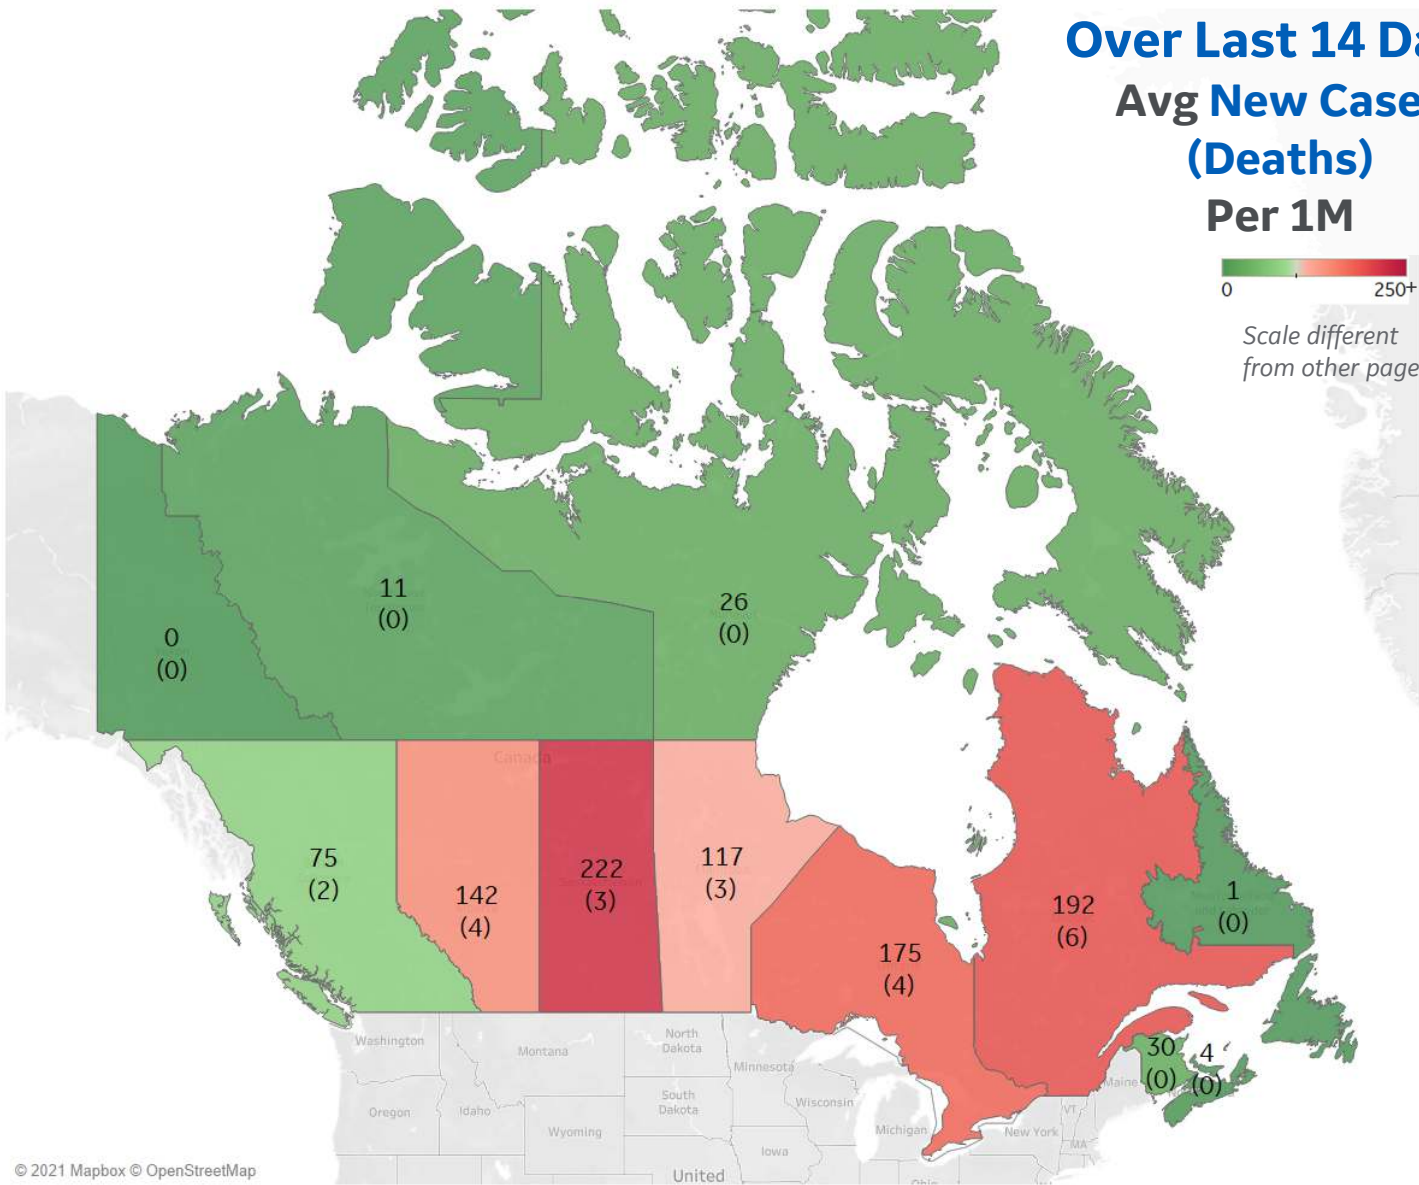 Over Last 14 Da
Avg New Case
(Deaths)
Per 1M
0 250+
Scale different
from other page
11
(0)
26
(0)
0
(0)
Canada
75
(2)
142
(4)
222
(3)
117
(3)
175
(4)
192
(6)
1
(0)
30
(0)
4
(0)
Washington
Montana
North
Dakota
Minnesota
Oregon
Idaho
Wyoming
South
Dakota
Wisconsin
Michigan
Iowa
New York
VT
MA
Maine
United
Ohio
© 2021 Mapbox © OpenStreetMap